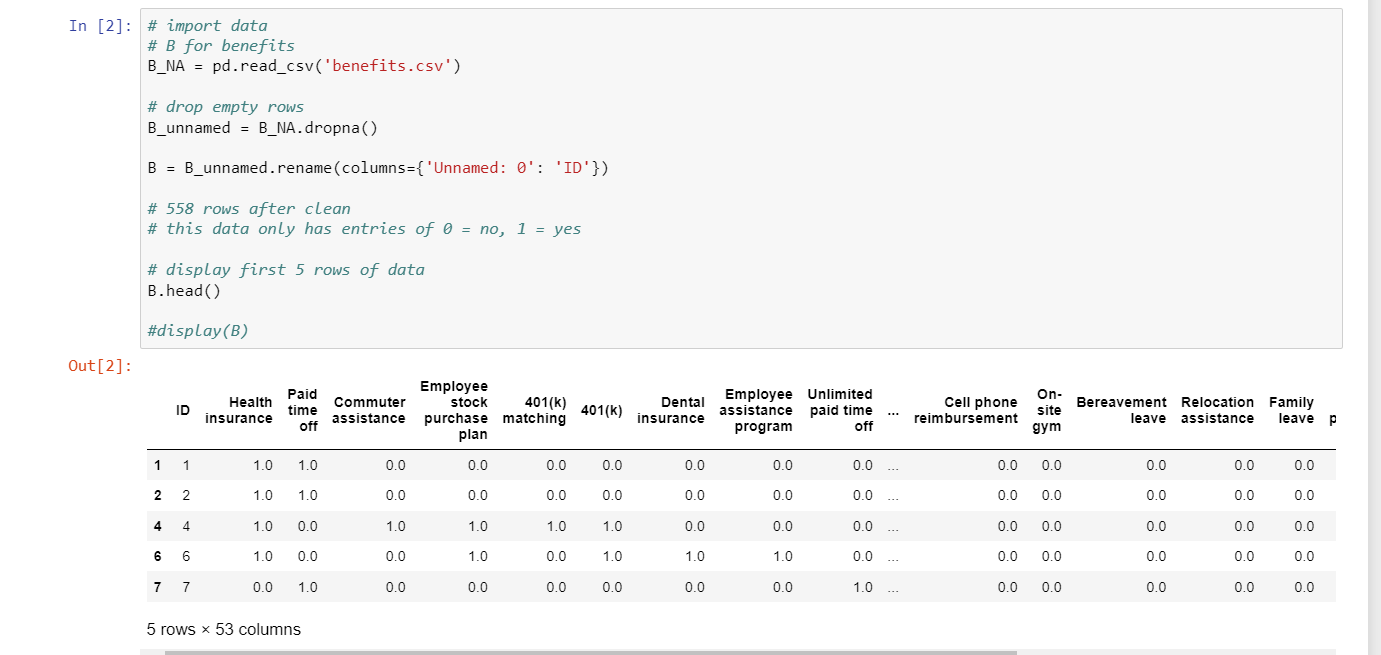 In [2]:
# import data
# B for benefits
B_NA = pd.read_csv('benefits.csv')
# drop empty rows
B_unnamed = B_NA.dropna()
B = B_unnamed.rename(columns={'Unnamed: 0': 'ID'})
# 558 rows after clean
# this data only has entries of 0 = no, 1 = yes
# display first 5 rows of data
B.head()
#display(B)
Out[2]:
ID Health insurance Paid time off Commuter assistance Employee stock purchase plan 401(k) matching 401(k) Dental insurance Employee assistance program Unlimited paid time off ... Cell phone reimbursement On-site gym Bereavement leave Relocation assistance Family leave p
1 1 1.0 1.0 0.0 0.0 0.0 0.0 0.0 0.0 0.0 ... 0.0 0.0 0.0 0.0 0.0
2 2 1.0 1.0 0.0 0.0 0.0 0.0 0.0 0.0 0.0 ... 0.0 0.0 0.0 0.0 0.0
4 4 1.0 0.0 1.0 1.0 1.0 1.0 0.0 0.0 0.0 ... 0.0 0.0 0.0 0.0 0.0
6 6 1.0 0.0 0.0 1.0 0.0 1.0 1.0 1.0 0.0 ... 0.0 0.0 0.0 0.0 0.0
7 7 0.0 1.0 0.0 0.0 0.0 0.0 0.0 0.0 1.0 ... 0.0 0.0 0.0 0.0 0.0
5 rows × 53 columns